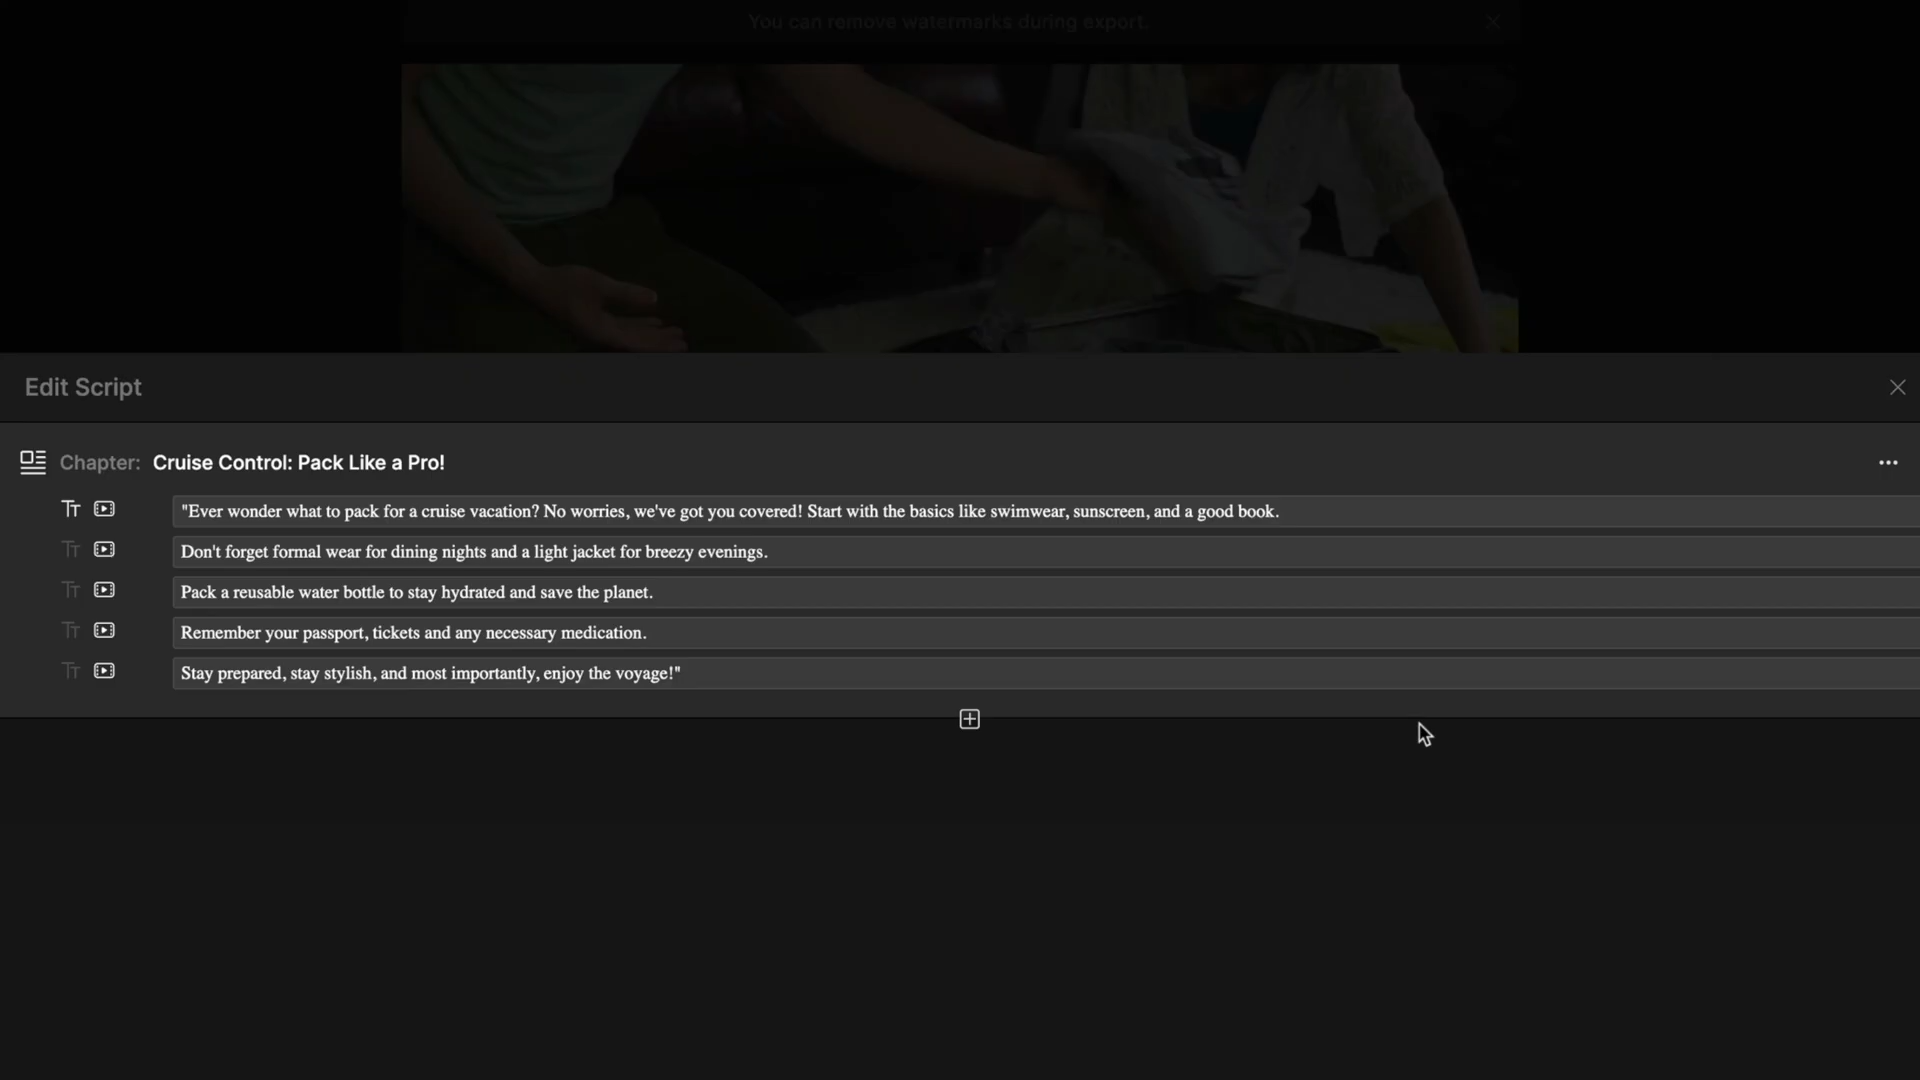 You can remove watermarks during export.
Edit Script
Chapter: Cruise Control: Pack Like a Pro!
"Ever wonder what to pack for a cruise vacation? No worries, we've got you covered! Start with the basics like swimwear, sunscreen, and a good book.
Don't forget formal wear for dining nights and a light jacket for breezy evenings.
Pack a reusable water bottle to stay hydrated and save the planet.
Remember your passport, tickets and any necessary medication.
Stay prepared, stay stylish, and most importantly, enjoy the voyage!"